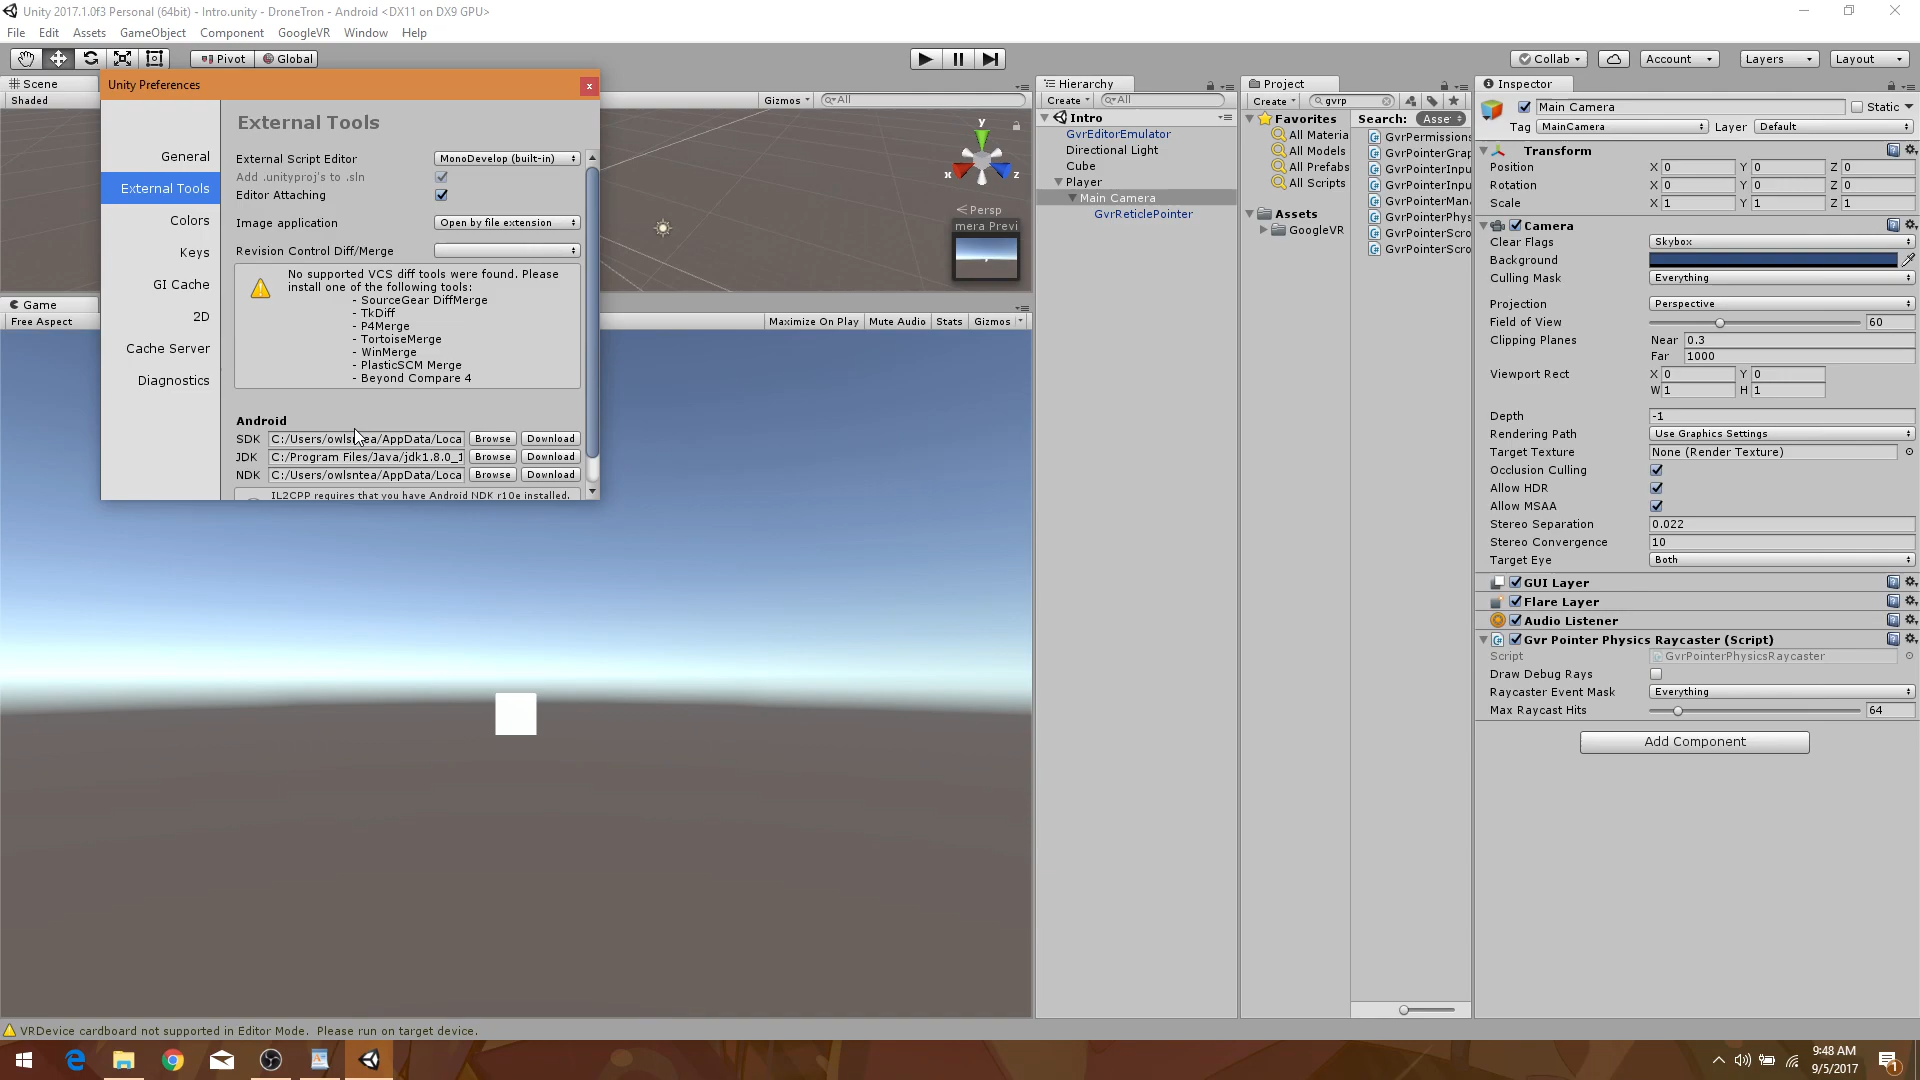 Unity 2017.1.0f3 Personal (64bit) - Intro.unity - DroneTron - Android <DX11 on DX9 GPU>
File Edit Assets GameObject Component GoogleVR Window Help
Pivot Global Collab Account Layers Layout
Scene
Shaded Gizmos All
Unity Preferences x
General
External Tools
Colors
Keys
GI Cache
2D
Cache Server
Diagnostics
External Tools
External Script Editor MonoDevelop (built-in)
Add .unityproj's to .sln
Editor Attaching
Image application Open by file extension
Revision Control Diff/Merge
No supported VCS diff tools were found. Please
install one of the following tools:
- SourceGear DiffMerge
- TkDiff
- P4Merge
- TortoiseMerge
- WinMerge
- PlasticSCM Merge
- Beyond Compare 4
Android
SDK C:/Users/owlsntea/AppData/Loca Browse Download
JDK C:/Program Files/Java/jdk1.8.0_1 Browse Download
NDK C:/Users/owlsntea/AppData/Loca Browse Download
IL2CPP requires that you have Android NDK r10e installed.
y
x z
Persp
mera Previ
Game
Free Aspect Maximize On Play Mute Audio Stats Gizmos
Hierarchy
Create All
Intro
GvrEditorEmulator
Directional Light
Cube
Player
Main Camera
GvrReticlePointer
Project
Create gvrp
Favorites
All Materia
All Models
All Prefabs
All Scripts
Assets
GoogleVR
Search: Asse
GvrPermissions
GvrPointerGrap
GvrPointerInpu
GvrPointerInpu
GvrPointerMan
GvrPointerPhys
GvrPointerScro
GvrPointerScro
Inspector
Main Camera Static
Tag MainCamera Layer Default
Transform
Position X 0 Y 0 Z 0
Rotation X 0 Y 0 Z 0
Scale X 1 Y 1 Z 1
Camera
Clear Flags Skybox
Background
Culling Mask Everything
Projection Perspective
Field of View 60
Clipping Planes Near 0.3
Far 1000
Viewport Rect X 0 Y 0
W 1 H 1
Depth -1
Rendering Path Use Graphics Settings
Target Texture None (Render Texture)
Occlusion Culling
Allow HDR
Allow MSAA
Stereo Separation 0.022
Stereo Convergence 10
Target Eye Both
GUI Layer
Flare Layer
Audio Listener
Gvr Pointer Physics Raycaster (Script)
Script GvrPointerPhysicsRaycaster
Draw Debug Rays
Raycaster Event Mask Everything
Max Raycast Hits 64
Add Component
VRDevice cardboard not supported in Editor Mode. Please run on target device.
9:48 AM
9/5/2017
1